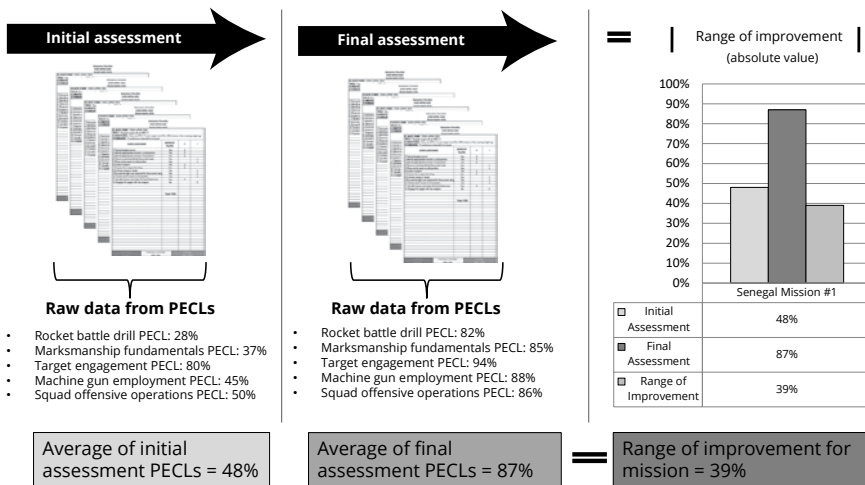 Initial assessment
Final assessment
=
| Range of improvement |
(absolute value)
Raw data from PECLs
• Rocket battle drill PECL: 28%
• Marksmanship fundamentals PECL: 37%
• Target engagement PECL: 80%
• Machine gun employment PECL: 45%
• Squad offensive operations PECL: 50%
Raw data from PECLs
• Rocket battle drill PECL: 82%
• Marksmanship fundamentals PECL: 85%
• Target engagement PECL: 94%
• Machine gun employment PECL: 88%
• Squad offensive operations PECL: 86%
100%
90%
80%
70%
60%
50%
40%
30%
20%
10%
0%
Senegal Mission #1
Initial
Assessment
48%
Final
Assessment
87%
Range of
Improvement
39%
Average of initial
assessment PECLs = 48%
Average of final
assessment PECLs = 87%
=
Range of improvement for
mission = 39%